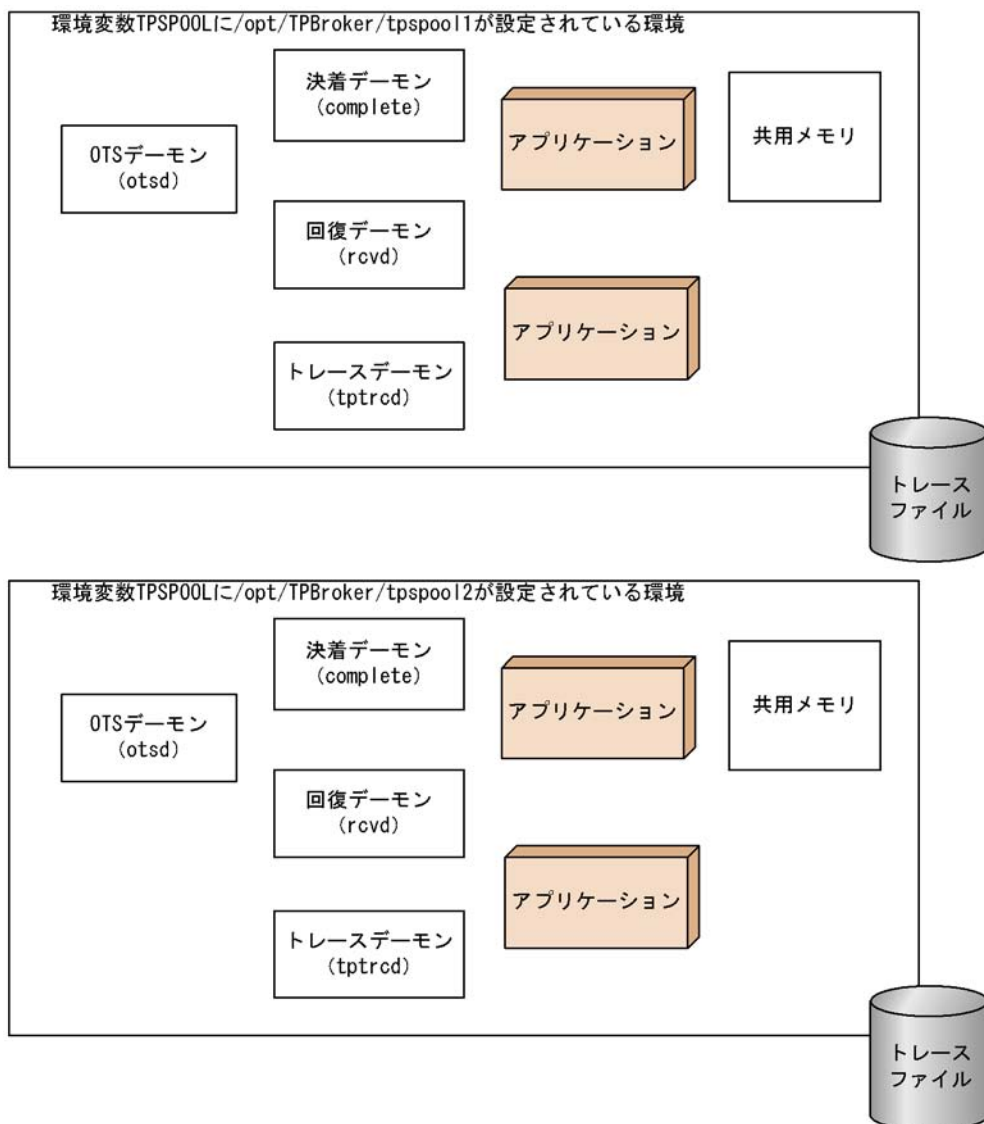 環境変数TPSPOOLに/opt/TPBroker/tpspool1が設定されている環境
決着デーモン
(complete)
アプリケーション
共用メモリ
OTSデーモン
(otsd)
回復デーモン
(rcvd)
アプリケーション
トレースデーモン
(tptrcd)
トレース
ファイル
環境変数TPSPOOLに/opt/TPBroker/tpspool2が設定されている環境
決着デーモン
(complete)
アプリケーション
共用メモリ
OTSデーモン
(otsd)
回復デーモン
(rcvd)
アプリケーション
トレースデーモン
(tptrcd)
トレース
ファイル